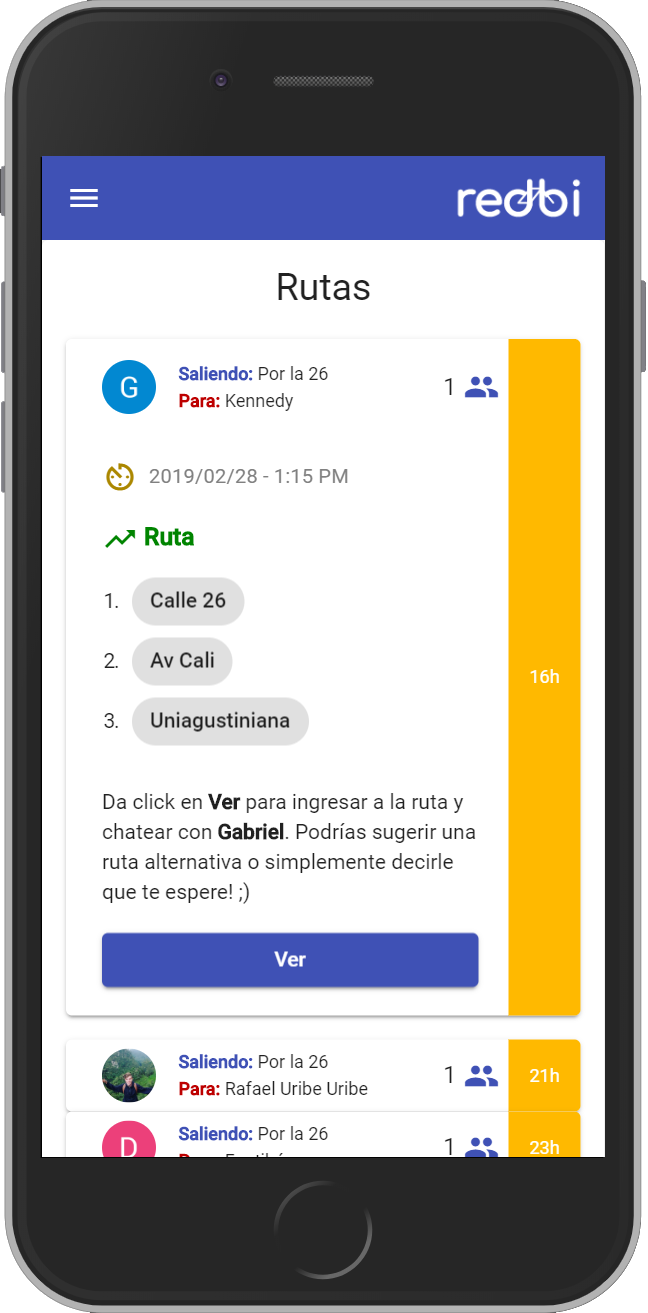 redbi
Rutas
G
Saliendo: Por la 26
Para: Kennedy
1
2019/02/28 - 1:15 PM
Ruta
1. Calle 26
2. Av Cali
3. Uniagustiniana
16h
Da click en Ver para ingresar a la ruta y
chatear con Gabriel. Podrías sugerir una
ruta alternativa o simplemente decirle
que te espere! ;)
Ver
Saliendo: Por la 26
Para: Rafael Uribe Uribe
1
21h
D
Saliendo: Por la 26
1
23h